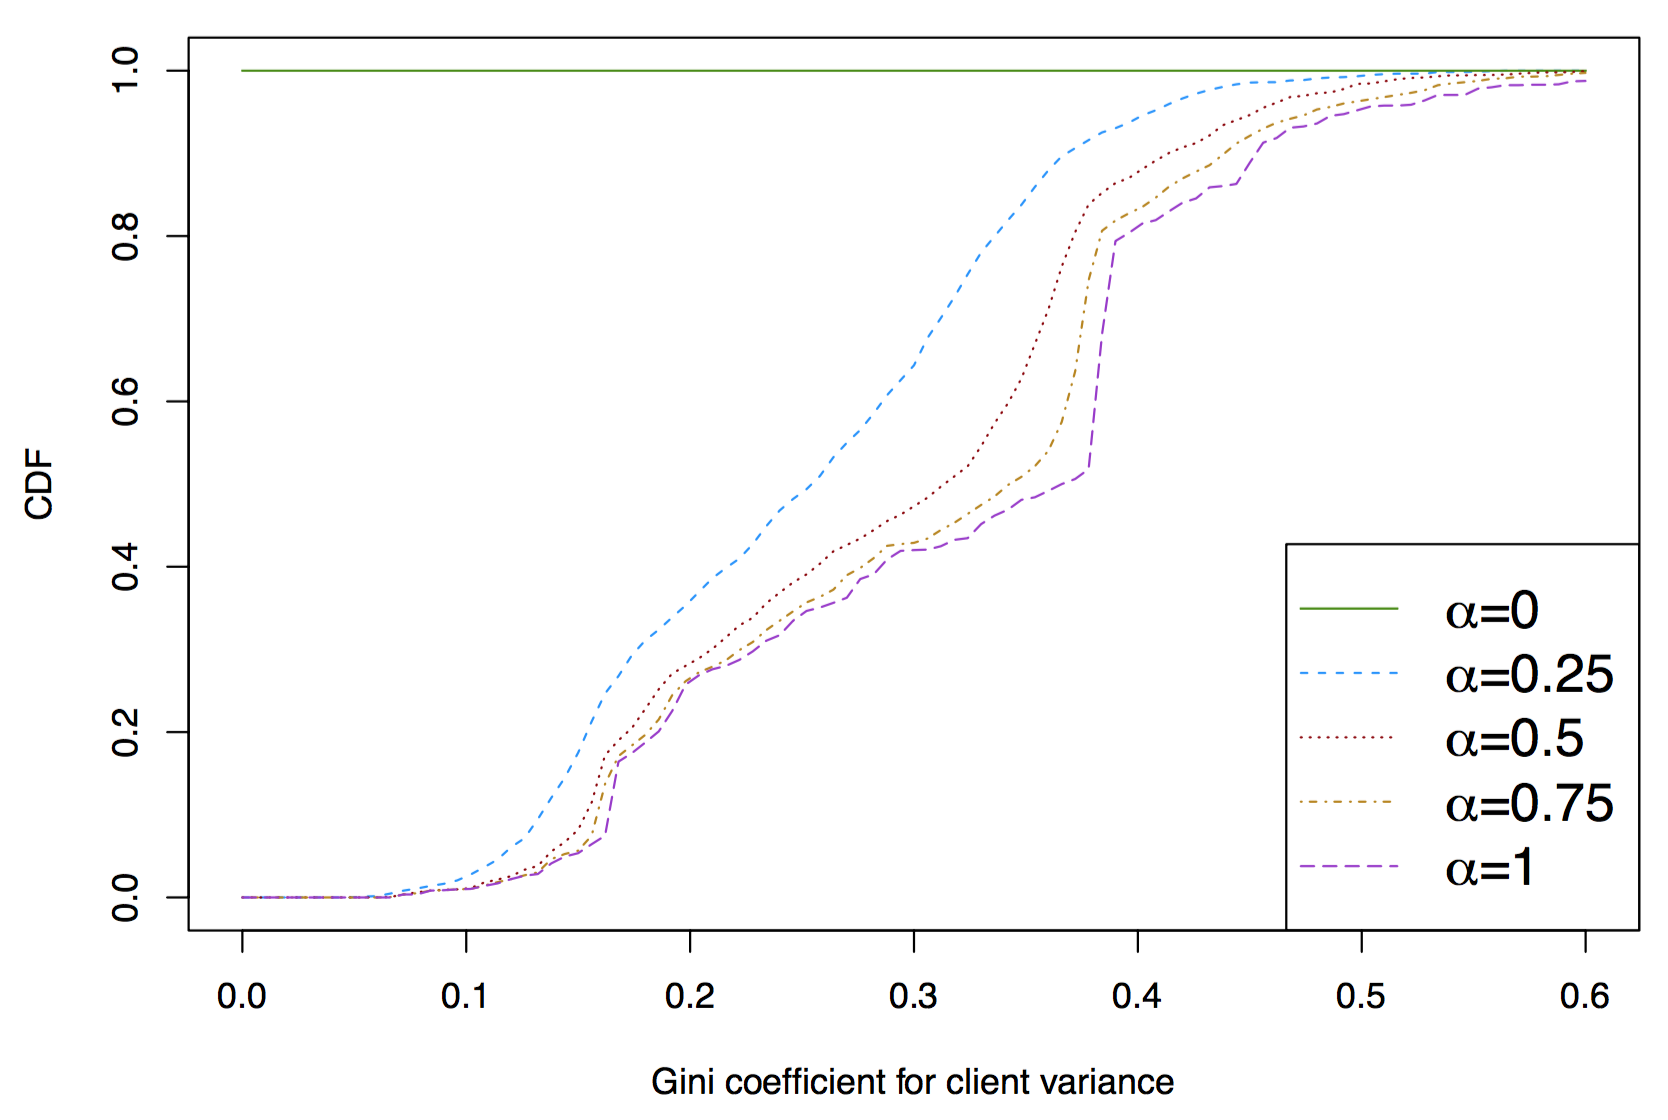 1.0
0.8
0.6
0.4
0.2
0.0
CDF
α=0
α=0.25
α=0.5
α=0.75
α=1
0.0 0.1 0.2 0.3 0.4 0.5 0.6
Gini coefficient for client variance